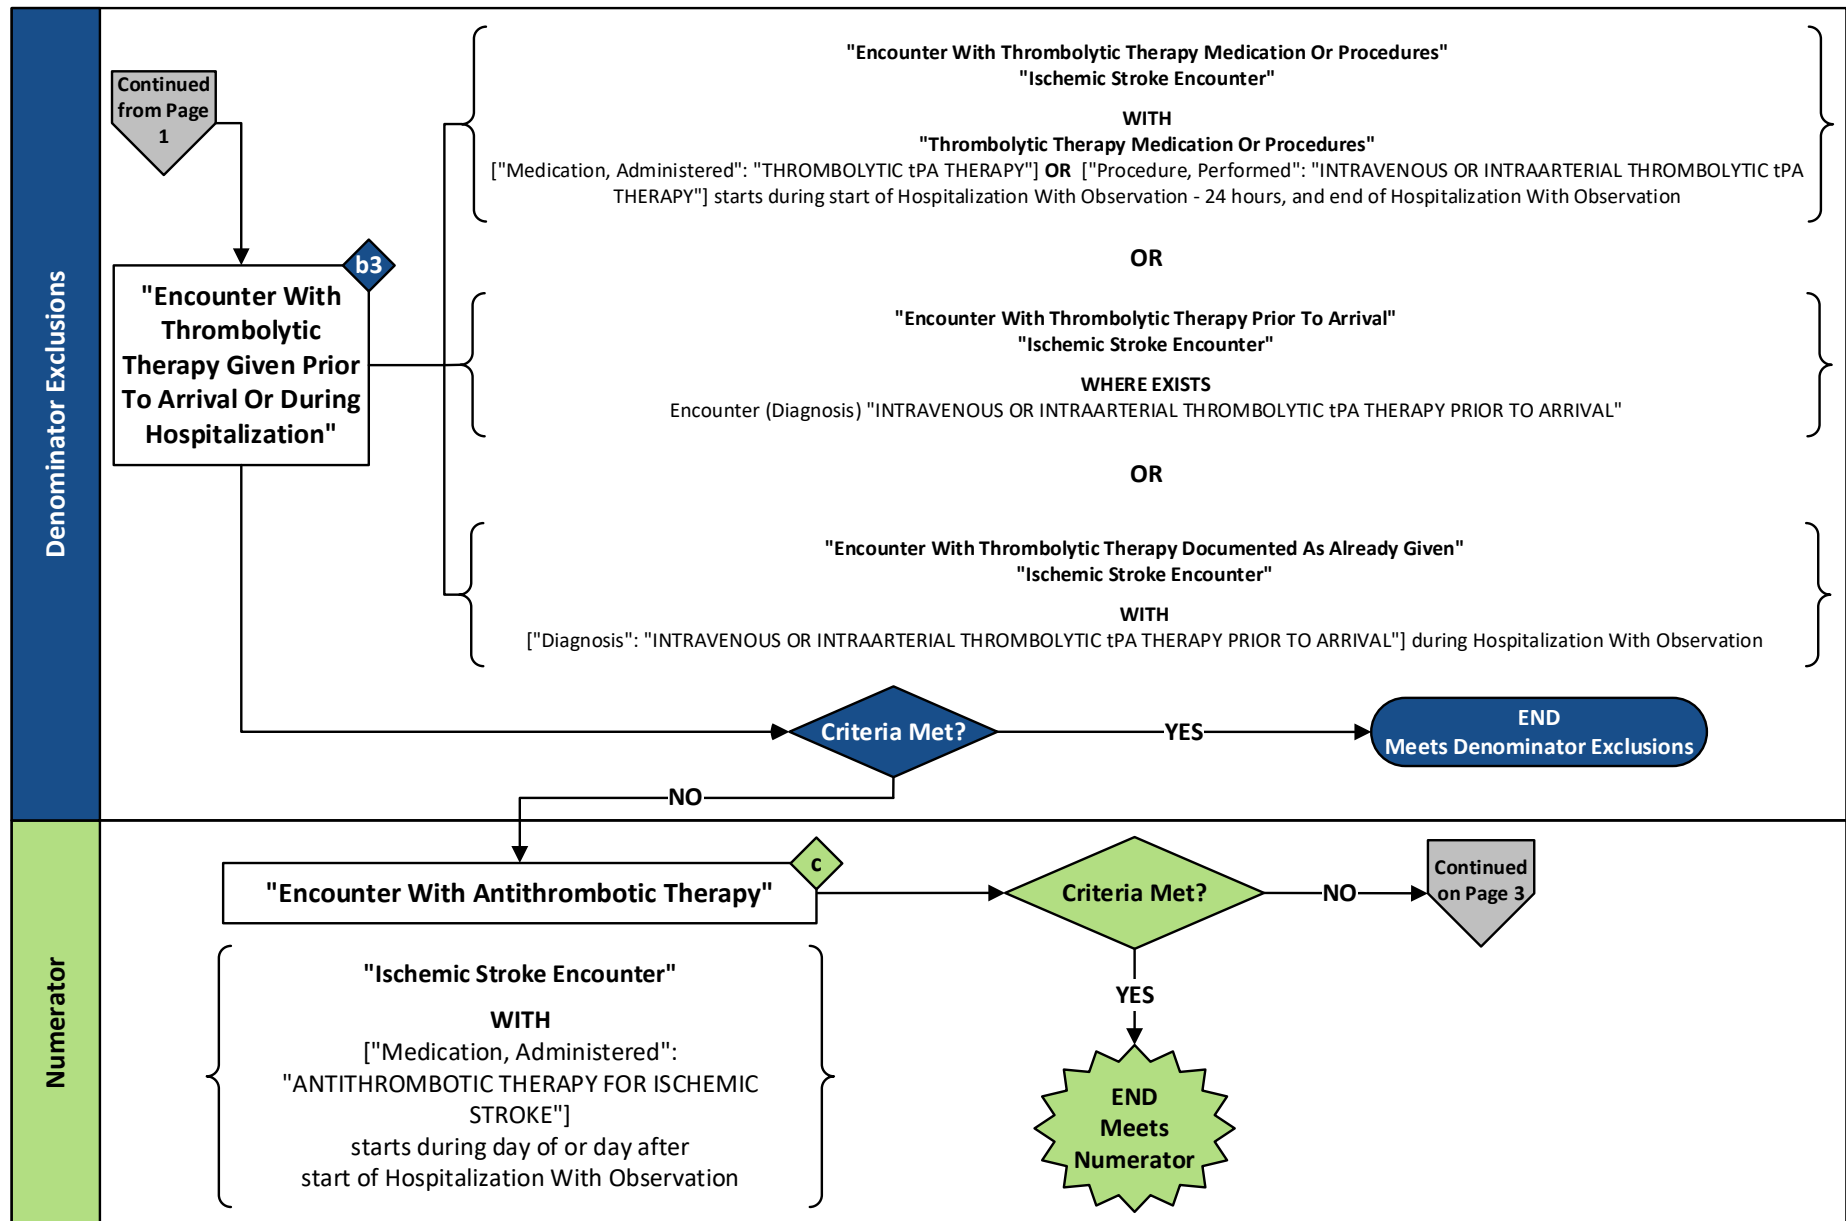 Denominator Exclusions
Continued
from Page
1
b3
"Encounter With
Thrombolytic
Therapy Given Prior
To Arrival Or During
Hospitalization"
"Encounter With Thrombolytic Therapy Medication Or Procedures"
"Ischemic Stroke Encounter"
WITH
"Thrombolytic Therapy Medication Or Procedures"
["Medication, Administered": "THROMBOLYTIC tPA THERAPY"] OR ["Procedure, Performed": "INTRAVENOUS OR INTRAARTERIAL THROMBOLYTIC tPA
THERAPY"] starts during start of Hospitalization With Observation - 24 hours, and end of Hospitalization With Observation
OR
"Encounter With Thrombolytic Therapy Prior To Arrival"
"Ischemic Stroke Encounter"
WHERE EXISTS
Encounter (Diagnosis) "INTRAVENOUS OR INTRAARTERIAL THROMBOLYTIC tPA THERAPY PRIOR TO ARRIVAL"
OR
"Encounter With Thrombolytic Therapy Documented As Already Given"
"Ischemic Stroke Encounter"
WITH
["Diagnosis": "INTRAVENOUS OR INTRAARTERIAL THROMBOLYTIC tPA THERAPY PRIOR TO ARRIVAL"] during Hospitalization With Observation
Criteria Met?
YES
END
Meets Denominator Exclusions
NO
Numerator
"Encounter With Antithrombotic Therapy"
c
Criteria Met?
NO
Continued
on Page 3
"Ischemic Stroke Encounter"
WITH
["Medication, Administered":
"ANTITHROMBOTIC THERAPY FOR ISCHEMIC
STROKE"]
starts during day of or day after
start of Hospitalization With Observation
YES
END
Meets
Numerator